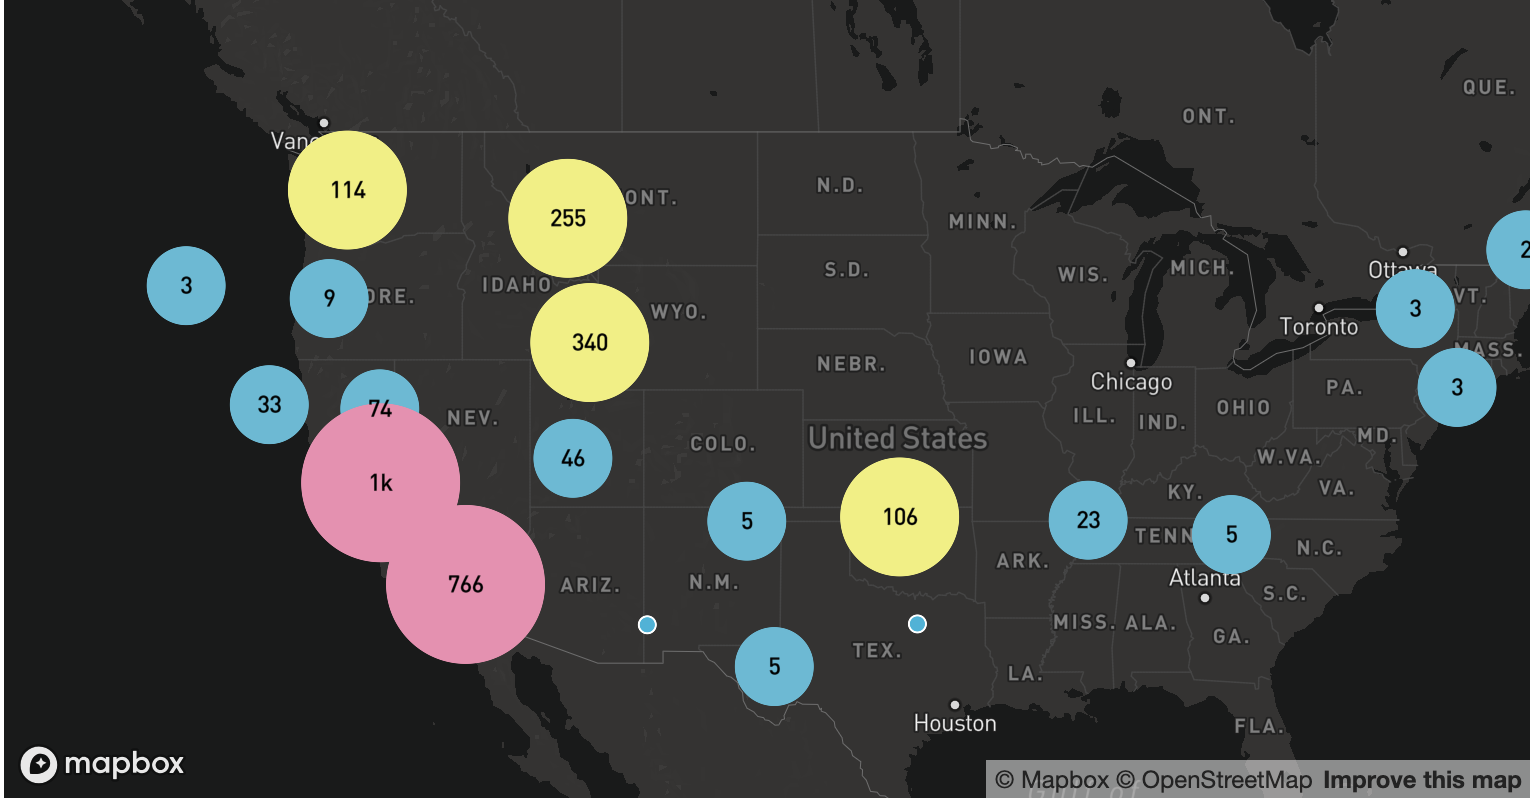 QUE.
ONT.
Vanc
114
ONT.
255
N.D.
MINN.
3
9
ORE.
IDAHO
WYO.
S.D.
WIS.
MICH.
Ottawa
2
VT.
3
Toronto
340
NEBR.
IOWA
Chicago
MASS.
PA.
3
33
74
NEV.
46
COLO.
United States
ILL.
IND.
OHIO
MD.
W.VA.
VA.
KY.
1k
5
106
23
TENN
5
N.C.
766
ARIZ.
N.M.
ARK.
Atlanta
S.C.
MISS.
ALA.
GA.
5
TEX.
LA.
Houston
FLA.
mapbox
© Mapbox © OpenStreetMap Improve this map